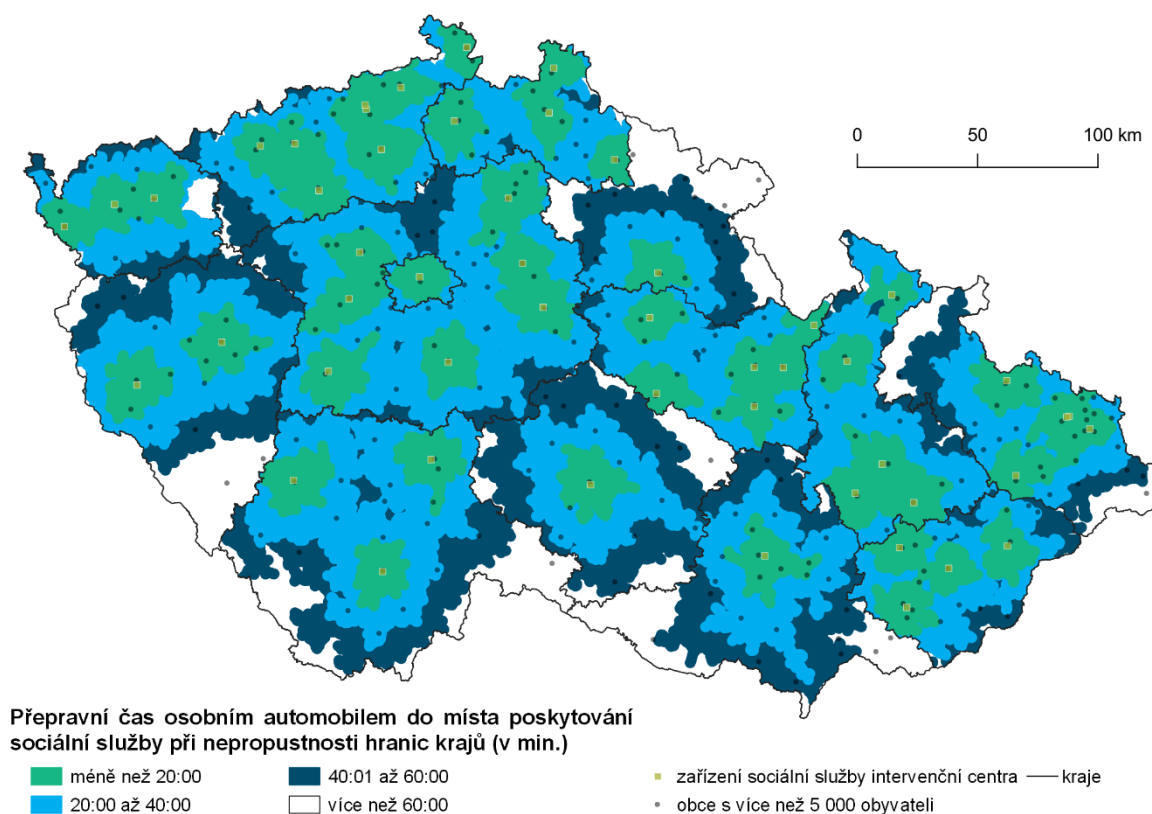 0 50 100 km
Přepravní čas osobním automobilem do místa poskytování
sociální služby při nepropustnosti hranic krajů (v min.)
méně než 20:00
20:00 až 40:00
40:01 až 60:00
více než 60:00
zařízení sociální služby intervenční centra
kraje
obce s více než 5 000 obyvateli